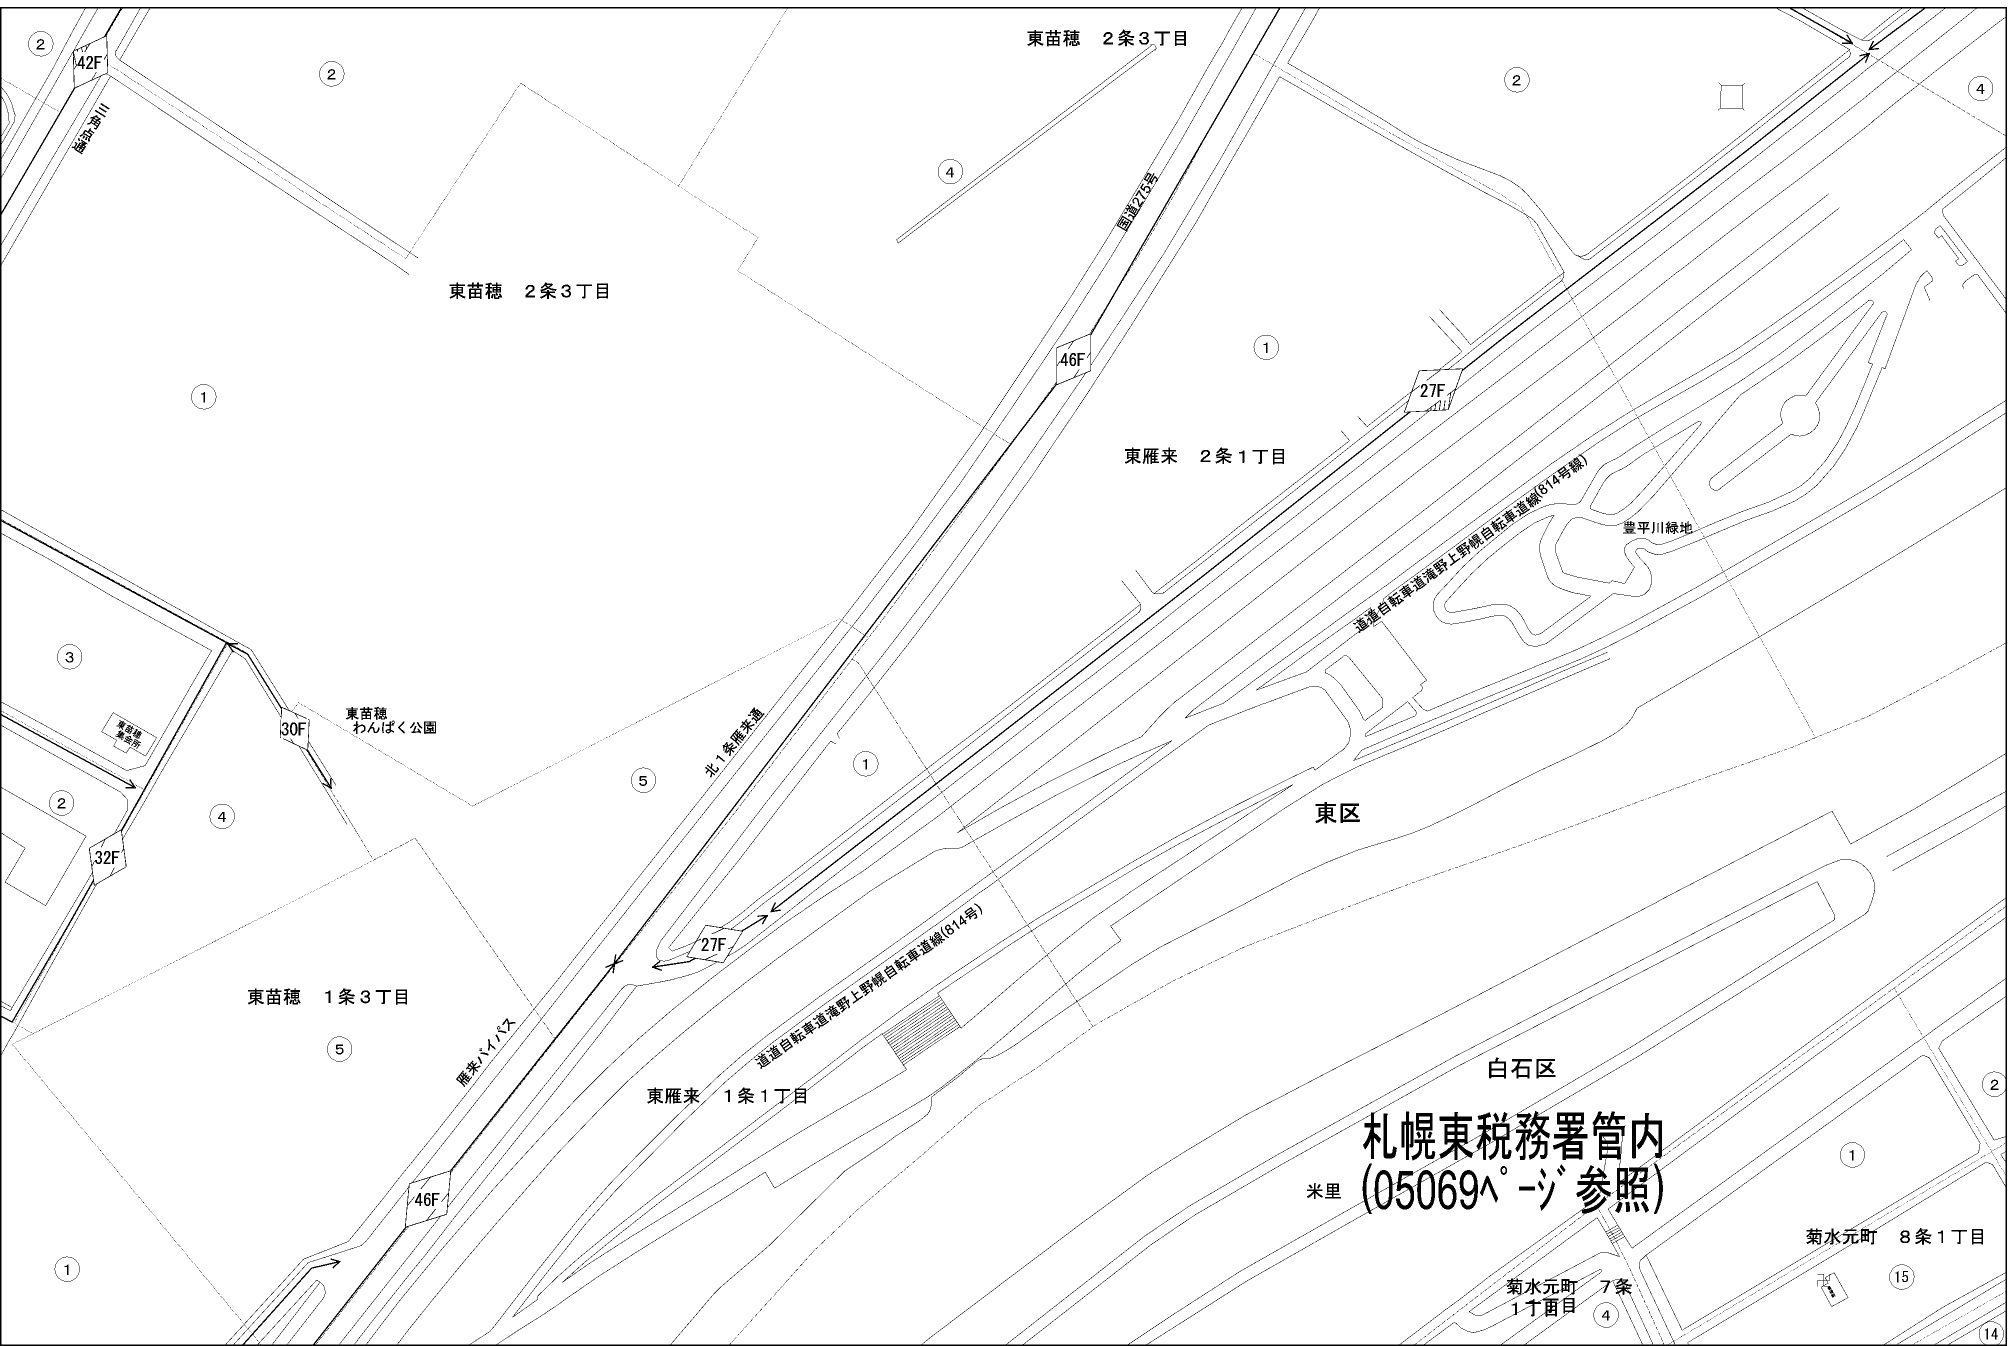 東苗穂　２条３丁目
②
②
42F
②
④
三角点通
④
国道275号
東苗穂　２条３丁目
46F
①
27F
①
東雁来　２条１丁目
道道自転車道滝野上野幌自転車道線(814号線)
豊平川緑地
③
東苗穂
わんぱく公園
30F
東苗穂
集会所
北１条雁来通
①
⑤
②
④
東区
32F
27F
道道自転車道滝野上野幌自転車道線(814号)
東苗穂　１条３丁目
⑤
雁来バイパス
白石区
②
東雁来　１条１丁目
札幌東税務署管内
(05069ﾍﾟｰｼﾞ参照)
①
米里
46F
菊水元町　８条１丁目
①
菊水元町　７条
１丁目
④
⑮
⑭